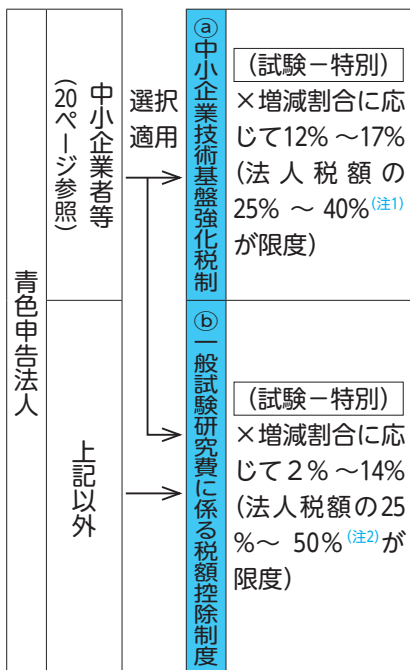 青色申告法人
中小企業者等
(20ページ参照)
上記以外
選択
適用
ⓐ中小企業技術基盤強化税制
(試験－特別)
×増減割合に応
じて12%～17%
(法人税額の
25%～40%(注1)
が限度)
ⓑ一般試験研究費に係る税額控除制度
(試験－特別)
×増減割合に応
じて２%～14%
(法人税額の25
%～ 50%(注2)が
限度)